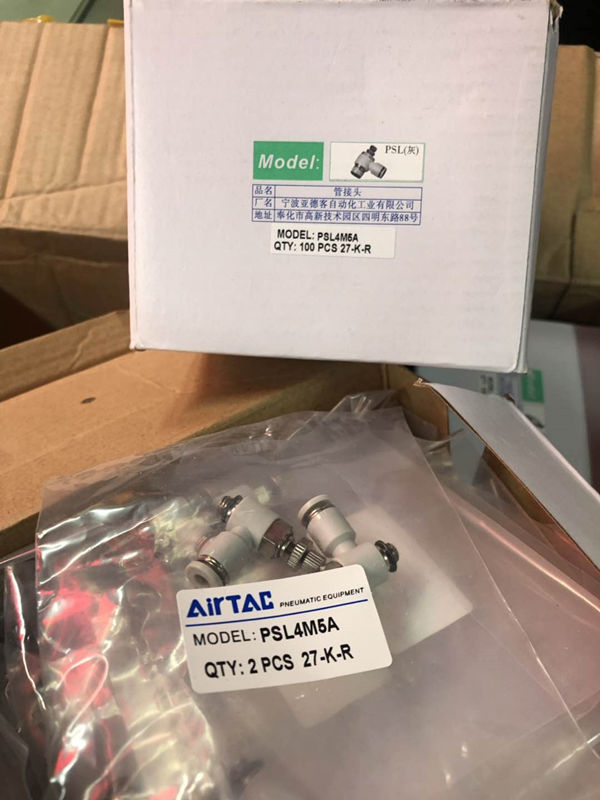 Model:
PSL(灰)
品名 管接头
厂名 宁波亚德客自动化工业有限公司
地址 奉化市高新技术园区四明东路88号
MODEL: PSL4M5A
QTY: 100 PCS 27-K-R
Model
AirTAC PNEUMATIC EQUIPMENT
MODEL: PSL4M5A
QTY: 2 PCS 27-K-R